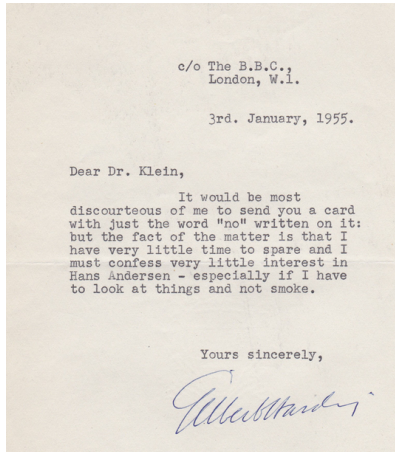 c/o The B.B.C.,
London, W.1.
3rd. January, 1955.
Dear Dr. Klein,
It would be most
discourteous of me to send you a card
with just the word "no" written on it:
but the fact of the matter is that I
have very little time to spare and I
must confess very little interest in
Hans Andersen - especially if I have
to look at things and not smoke.
Yours sincerely,
Gilbert Harding